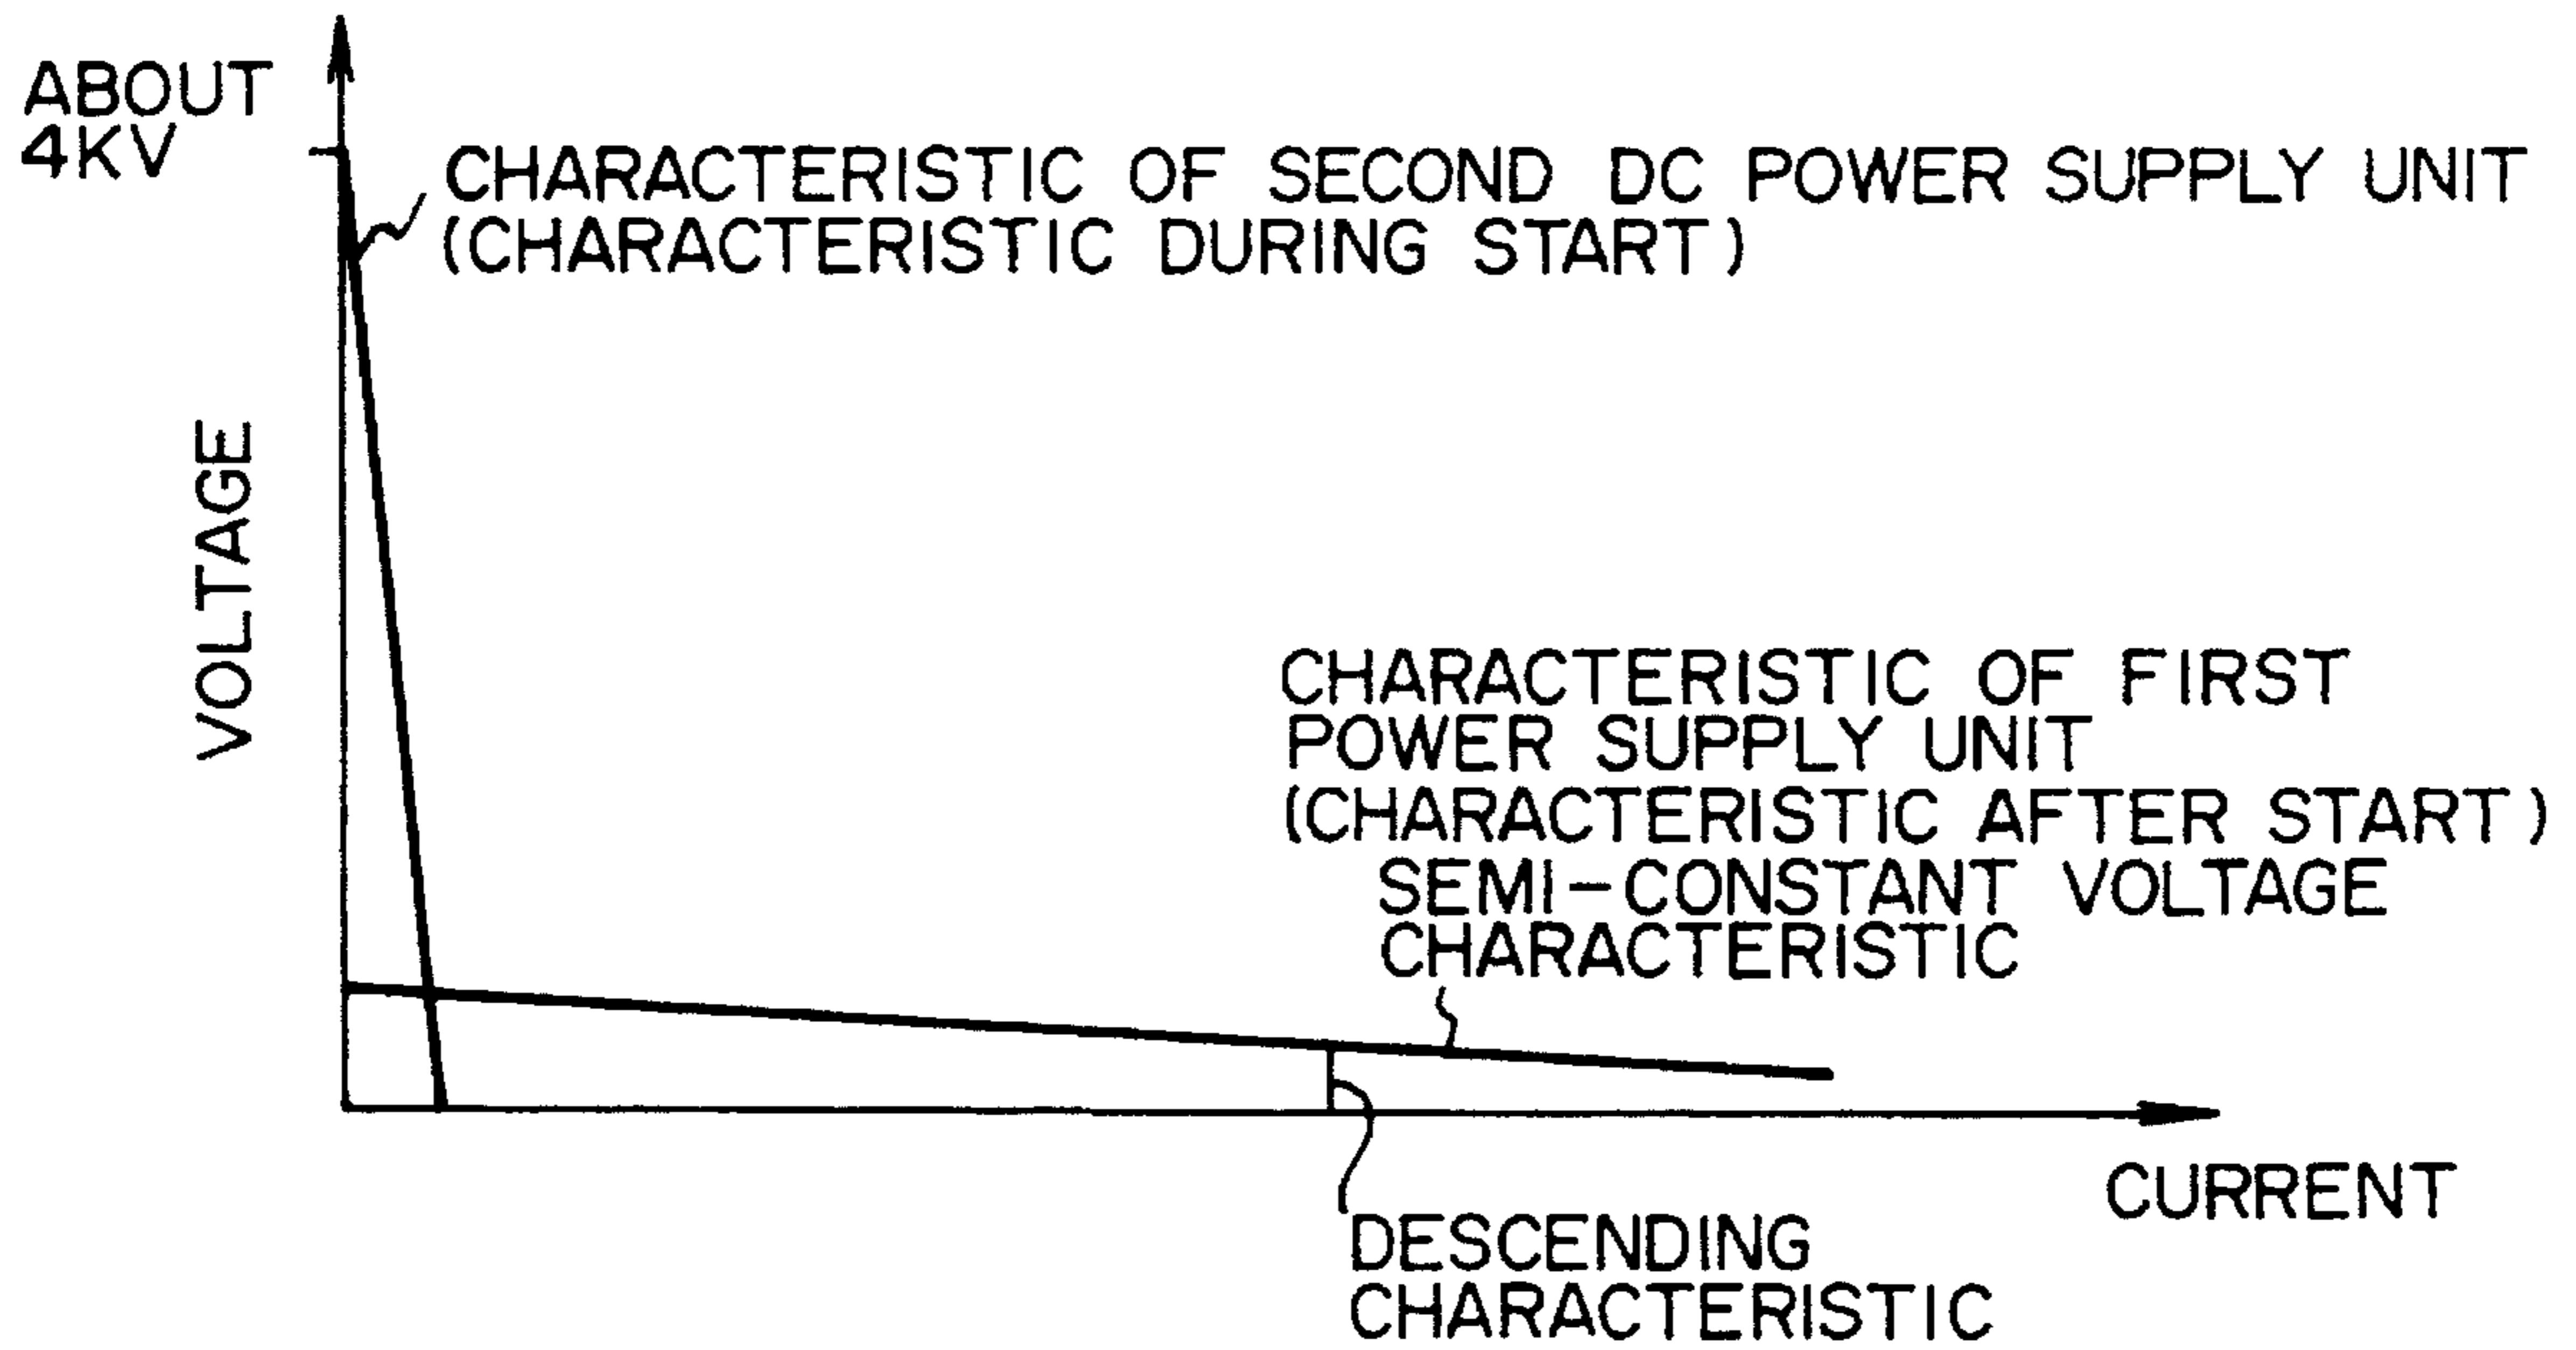 ABOUT
4KV
CHARACTERISTIC OF SECOND DC POWER SUPPLY UNIT
(CHARACTERISTIC DURING START)
VOLTAGE
CHARACTERISTIC OF FIRST
POWER SUPPLY UNIT
(CHARACTERISTIC AFTER START)
SEMI-CONSTANT VOLTAGE
CHARACTERISTIC
CURRENT
DESCENDING
CHARACTERISTIC